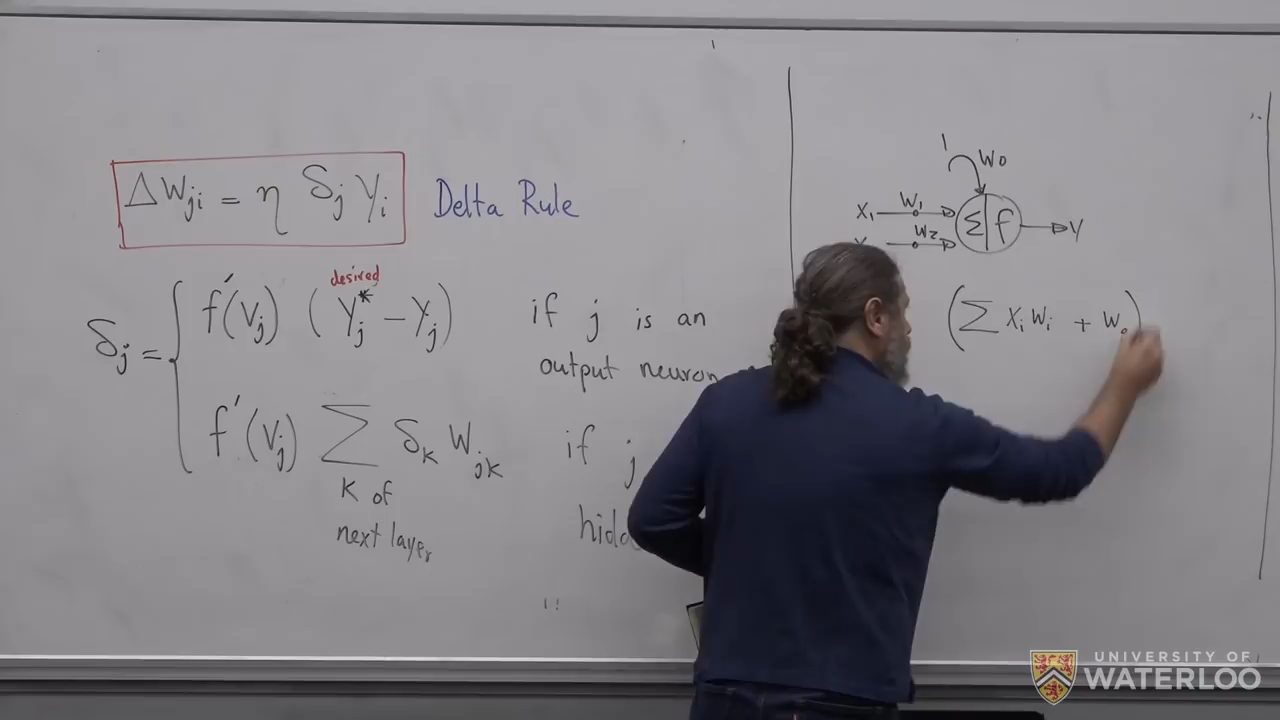 ΔWji = η δj yi Delta Rule
desired
δj = { f'(Vj) (Yj* − Yj) if j is an
output neuron
f'(Vj) Σ δk Wjk if j
K of
next layer
hidd
1 W0
X1 W1 Σ | f Y
W2
(Σ Xi Wi + W0)
UNIVERSITY OF
WATERLOO